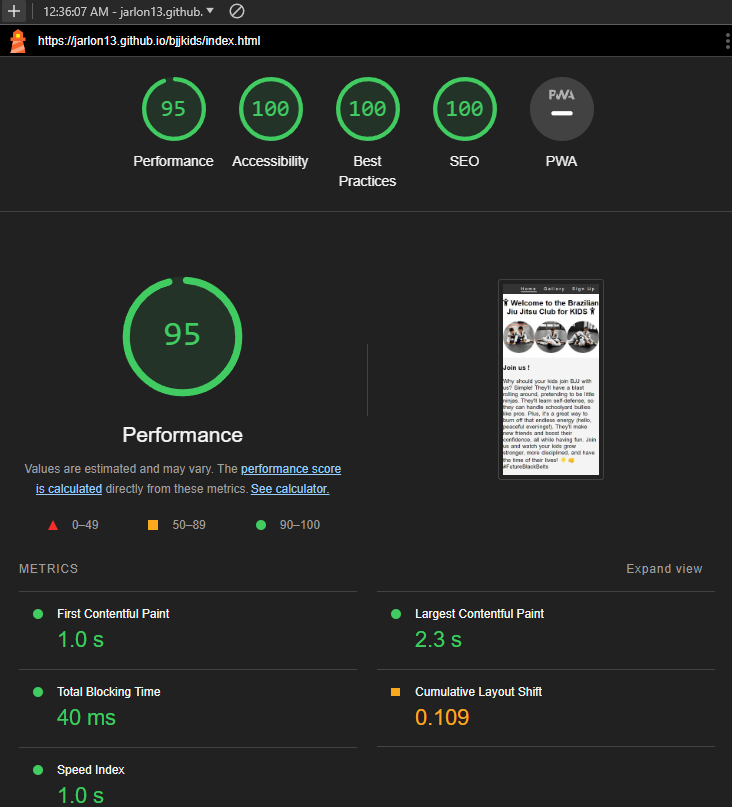 12:36:07 AM - jarlon13.github.
https://jarlon13.github.io/bjjkids/index.html
95
100
100
100
PWA
Performance
Accessibility
Best
Practices
SEO
PWA
95
Performance
Values are estimated and may vary. The performance score
is calculated directly from these metrics. See calculator.
0–49
50–89
90–100
Home Gallery Sign Up
Welcome to the Brazilian
Jiu Jitsu Club for KIDS
Join us !
Why should your kids join BJJ with
us? Simple! They'll have a blast
rolling around, pretending to be little
ninjas. They'll learn self-defense, so
they can handle schoolyard bullies
like pros. Plus, it's a great way to
burn off that endless energy (hello,
peaceful evenings!). They'll make
new friends and boost their
confidence, all while having fun. Join
us and watch your kids grow
stronger, more disciplined, and have
the time of their lives! 
#FutureBlackBelts
METRICS
Expand view
First Contentful Paint
1.0 s
Largest Contentful Paint
2.3 s
Total Blocking Time
40 ms
Cumulative Layout Shift
0.109
Speed Index
1.0 s